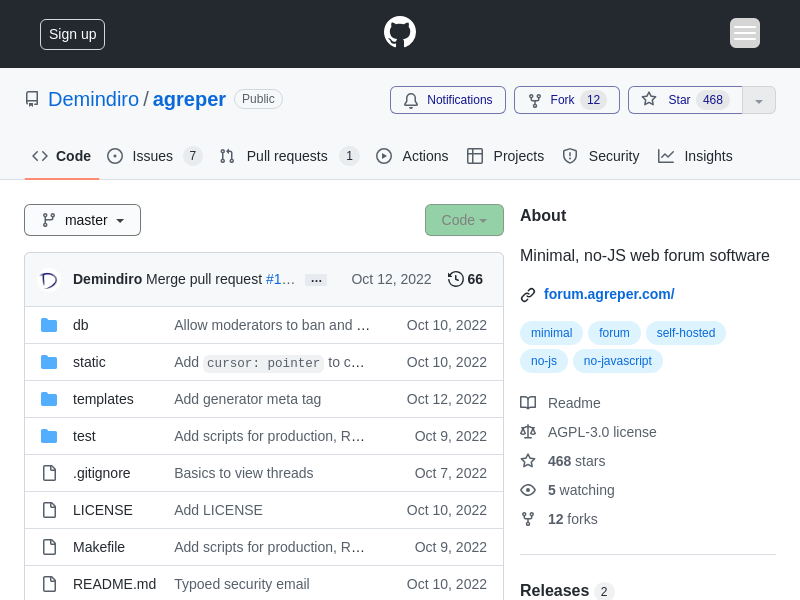 Sign up
Demindiro / agreper Public
Notifications
Fork 12
Star 468
Code
Issues 7
Pull requests 1
Actions
Projects
Security
Insights
master
Code
Demindiro Merge pull request #1… … Oct 12, 2022 66
db Allow moderators to ban and … Oct 10, 2022
static Add cursor: pointer to c… Oct 10, 2022
templates Add generator meta tag Oct 12, 2022
test Add scripts for production, R… Oct 9, 2022
.gitignore Basics to view threads Oct 7, 2022
LICENSE Add LICENSE Oct 10, 2022
Makefile Add scripts for production, R… Oct 9, 2022
README.md Typoed security email Oct 10, 2022
About
Minimal, no-JS web forum software
forum.agreper.com/
minimal forum self-hosted
no-js no-javascript
Readme
AGPL-3.0 license
468 stars
5 watching
12 forks
Releases 2